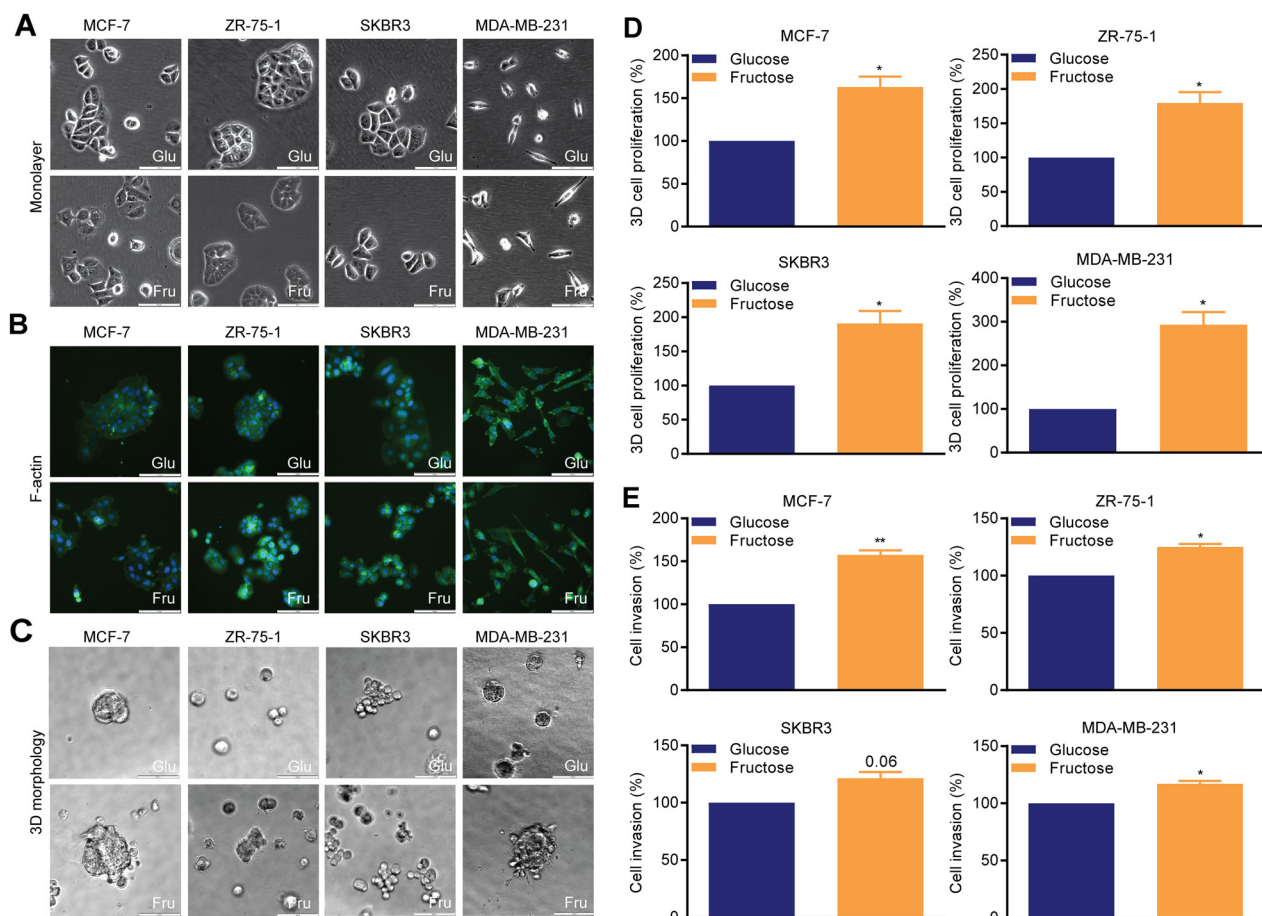 A
MCF-7 ZR-75-1 SKBR3 MDA-MB-231
Monolayer
Glu Glu Glu Glu
Fru Fru Fru Fru
B
MCF-7 ZR-75-1 SKBR3 MDA-MB-231
F-actin
Glu Glu Glu Glu
Fru Fru Fru Fru
C
MCF-7 ZR-75-1 SKBR3 MDA-MB-231
3D morphology
Glu Glu Glu Glu
Fru Fru Fru Fru
D
MCF-7
3D cell proliferation (%)
200
150
100
50
0
Glucose
Fructose
*
ZR-75-1
3D cell proliferation (%)
250
200
150
100
50
0
Glucose
Fructose
*
SKBR3
3D cell proliferation (%)
250
200
150
100
50
0
Glucose
Fructose
*
MDA-MB-231
3D cell proliferation (%)
400
300
200
100
0
Glucose
Fructose
*
E
MCF-7
Cell invasion (%)
200
150
100
50
0
Glucose
Fructose
**
ZR-75-1
Cell invasion (%)
150
100
50
0
Glucose
Fructose
*
SKBR3
Cell invasion (%)
150
100
50
0
Glucose
Fructose
0.06
MDA-MB-231
Cell invasion (%)
150
100
50
0
Glucose
Fructose
*